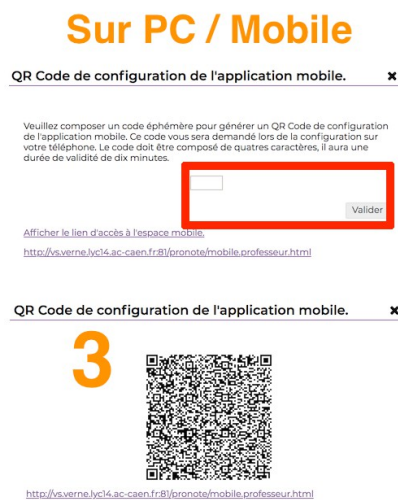 Sur PC / Mobile
QR Code de configuration de l'application mobile. ×
Veuillez composer un code éphémère pour générer un QR Code de configuration
de l'application mobile. Ce code vous sera demandé lors de la configuration sur
votre téléphone. Le code doit être composé de quatres caractères, il aura une
durée de validité de dix minutes.
Valider
Afficher le lien d'accès à l'espace mobile.
http://vs.verne.lyc14.ac-caen.fr:81/pronote/mobile.professeur.html
QR Code de configuration de l'application mobile. ×
3
http://vs.verne.lyc14.ac-caen.fr:81/pronote/mobile.professeur.html